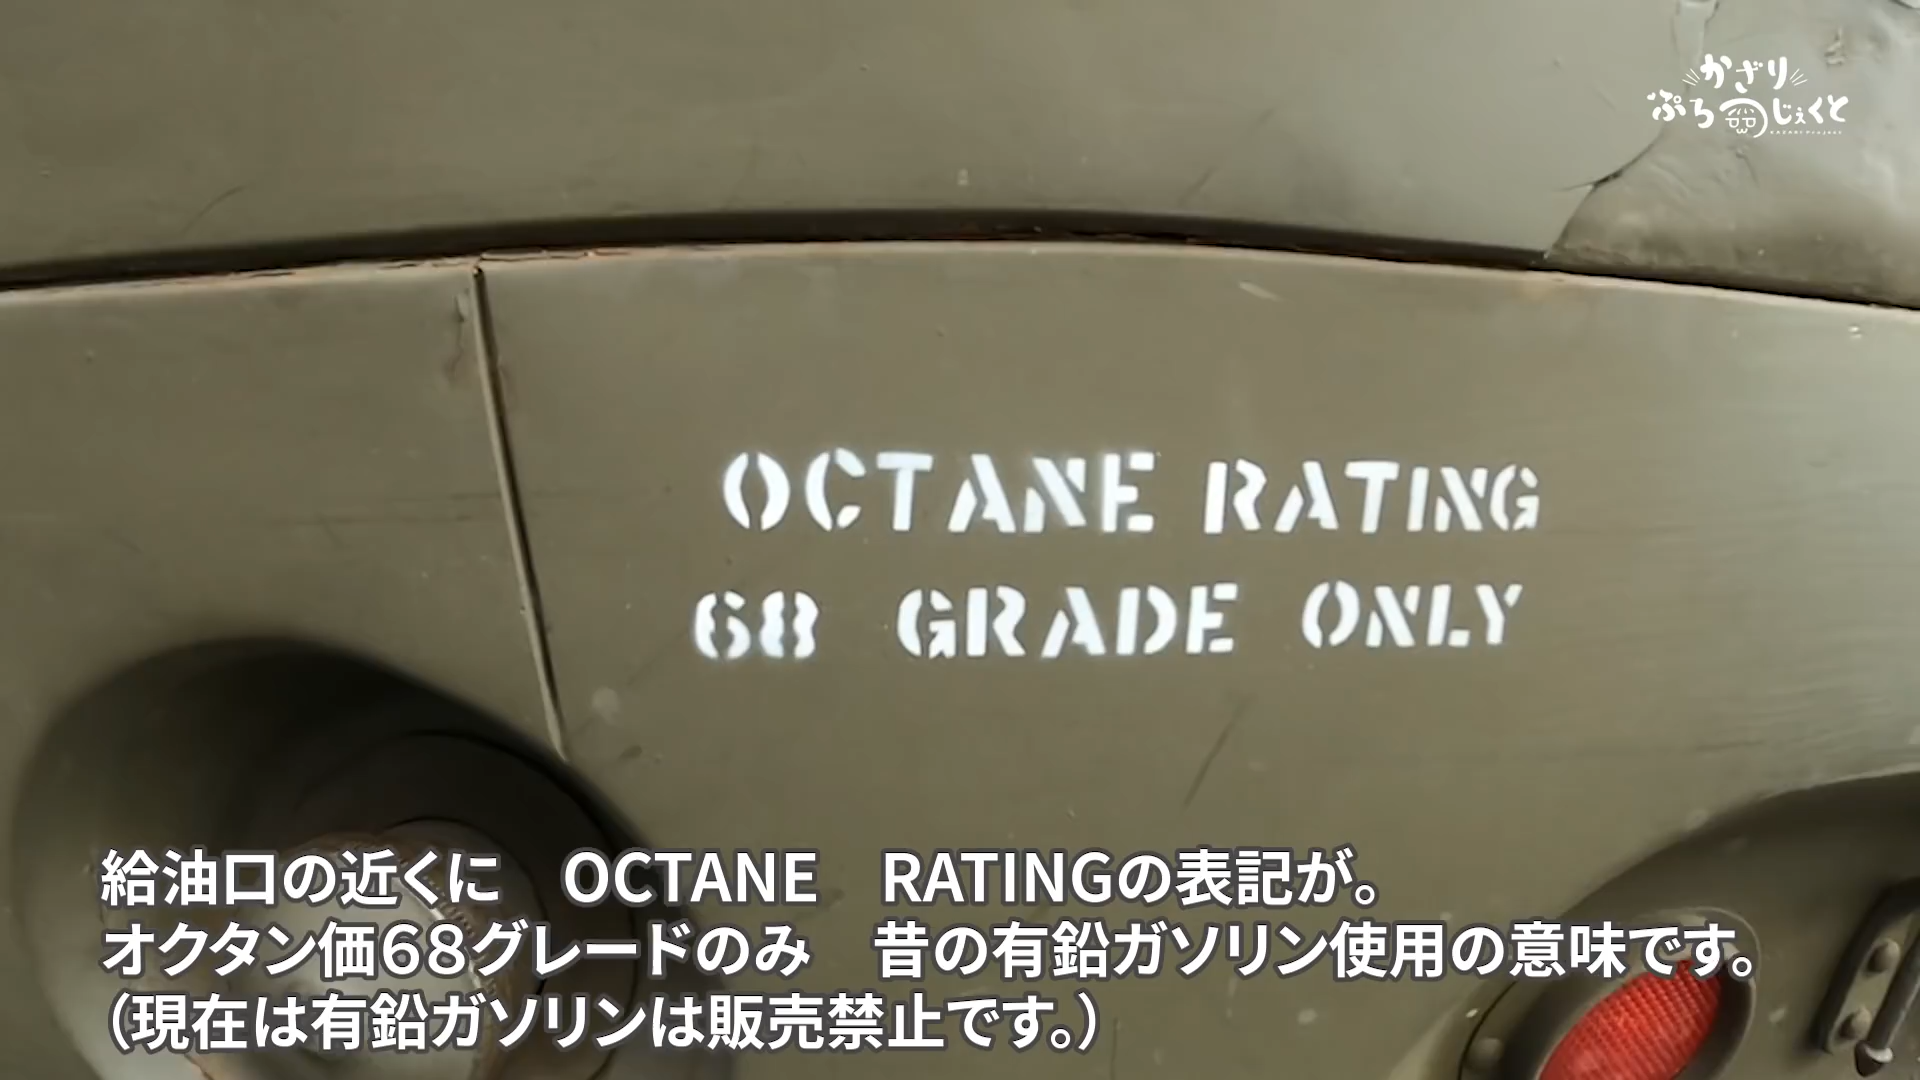 かざり
ぷろじぇくと
KAZARI Project
OCTANE RATING
68 GRADE ONLY
給油口の近くに　OCTANE　RATINGの表記が。
オクタン価68グレードのみ　昔の有鉛ガソリン使用の意味です。
（現在は有鉛ガソリンは販売禁止です。）